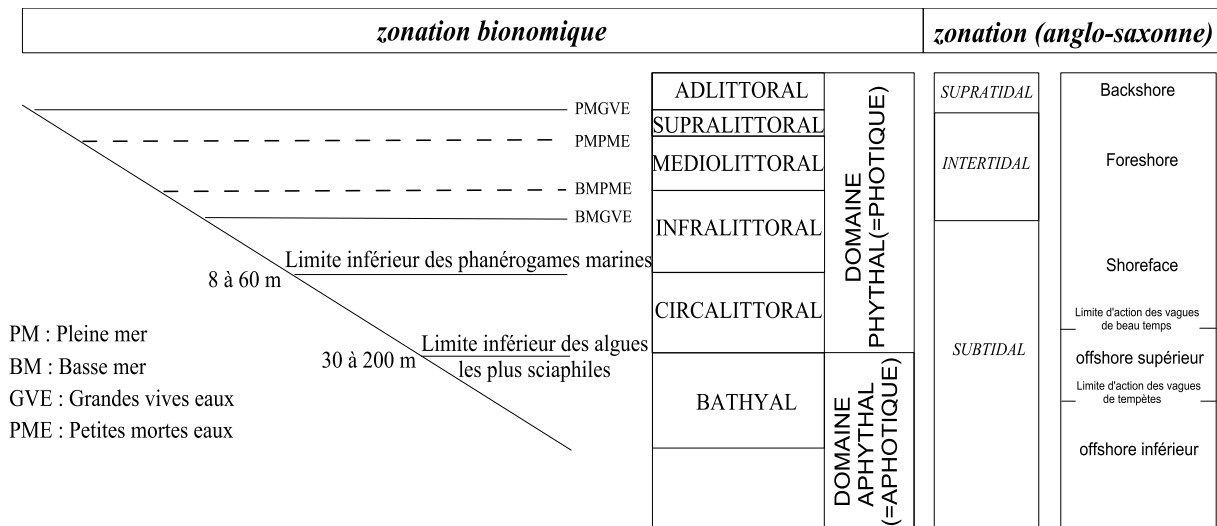 zonation bionomique
zonation (anglo-saxonne)
PMGVE
PMPME
BMPME
BMGVE
Limite inférieur des phanérogames marines
8 à 60 m
Limite inférieur des algues
les plus sciaphiles
30 à 200 m
PM : Pleine mer
BM : Basse mer
GVE : Grandes vives eaux
PME : Petites mortes eaux
ADLITTORAL
SUPRALITTORAL
MEDIOLITTORAL
INFRALITTORAL
CIRCALITTORAL
BATHYAL
DOMAINE
PHYTHAL(=PHOTIQUE)
DOMAINE
APHYTHAL
(=APHOTIQUE)
SUPRATIDAL
INTERTIDAL
SUBTIDAL
Backshore
Foreshore
Shoreface
Limite d'action des vagues
de beau temps
offshore supérieur
Limite d'action des vagues
de tempètes
offshore inférieur